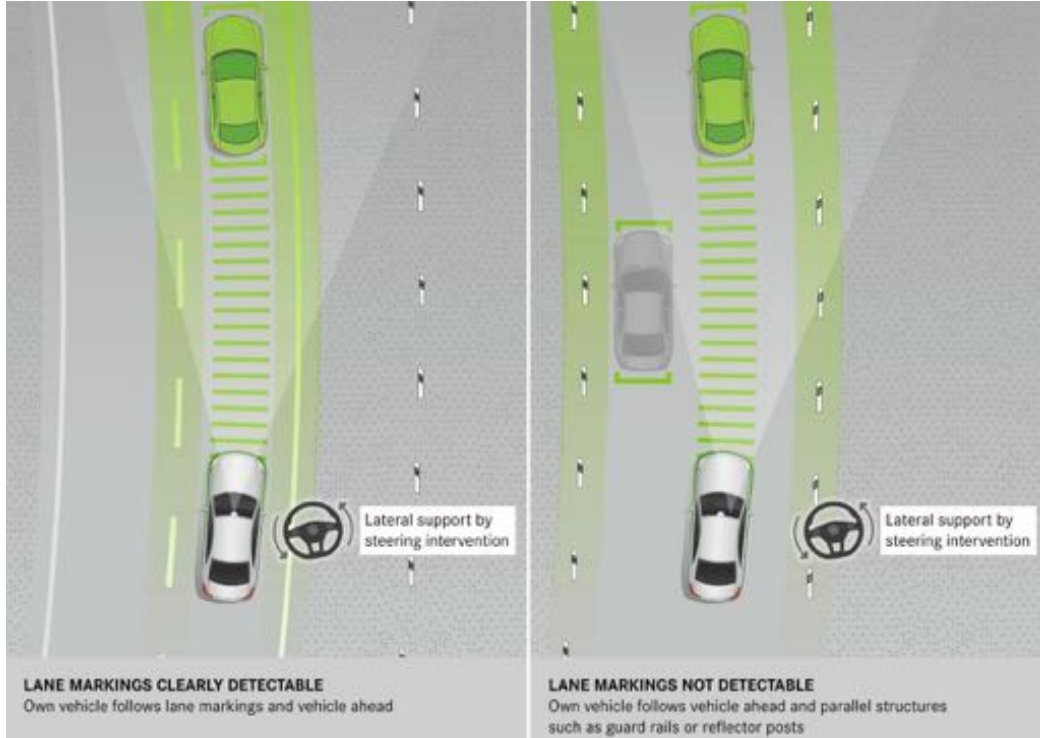 Lateral support by
steering intervention
LANE MARKINGS CLEARLY DETECTABLE
Own vehicle follows lane markings and vehicle ahead
Lateral support by
steering intervention
LANE MARKINGS NOT DETECTABLE
Own vehicle follows vehicle ahead and parallel structures
such as guard rails or reflector posts